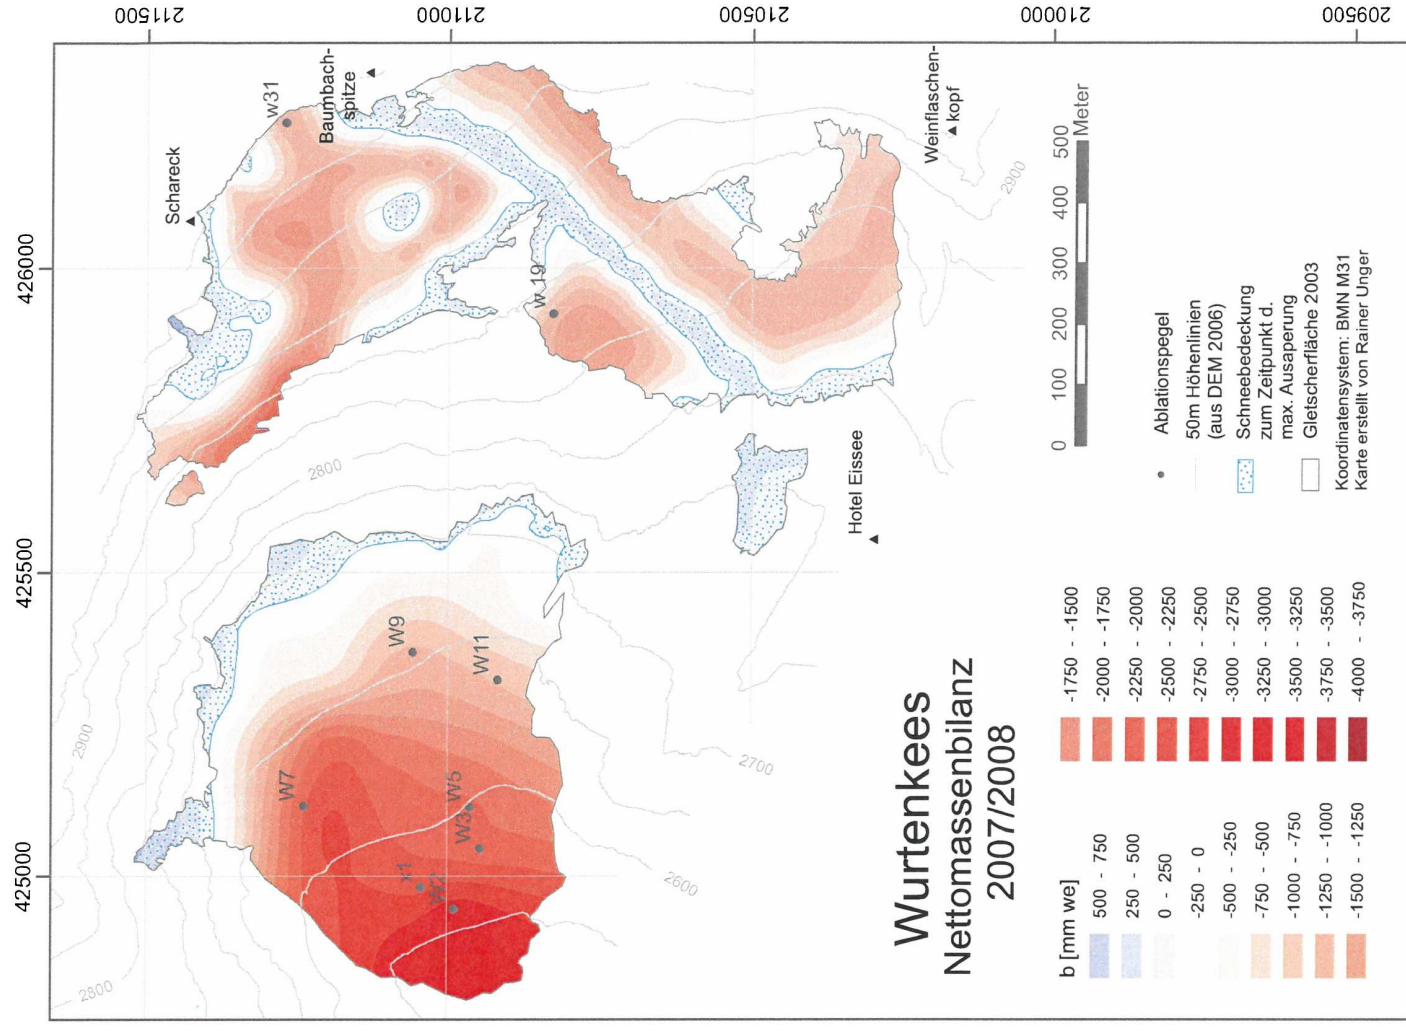 211500
211000
210500
210000
209500
426000
425500
425000
Schareck
w31
Baumbach-
spitze
w 19
Weinflaschen-
kopf
2900
2800
Hotel Eissee
W9
W11
W7
W5
W3
W2
2900
2800
2700
2600
Wurtenkees
Nettomassenbilanz
2007/2008
0 100 200 300 400 500
Meter
Ablationspegel
50m Höhenlinien
(aus DEM 2006)
Schneebedeckung
zum Zeitpunkt d.
max. Ausaperung
Gletscherfläche 2003
Koordinatensystem: BMN M31
Karte erstellt von Rainer Unger
b [mm we]
500 - 750
250 - 500
0 - 250
-250 - 0
-500 - -250
-750 - -500
-1000 - -750
-1250 - -1000
-1500 - -1250
-1750 - -1500
-2000 - -1750
-2250 - -2000
-2500 - -2250
-2750 - -2500
-3000 - -2750
-3250 - -3000
-3500 - -3250
-3750 - -3500
-4000 - -3750